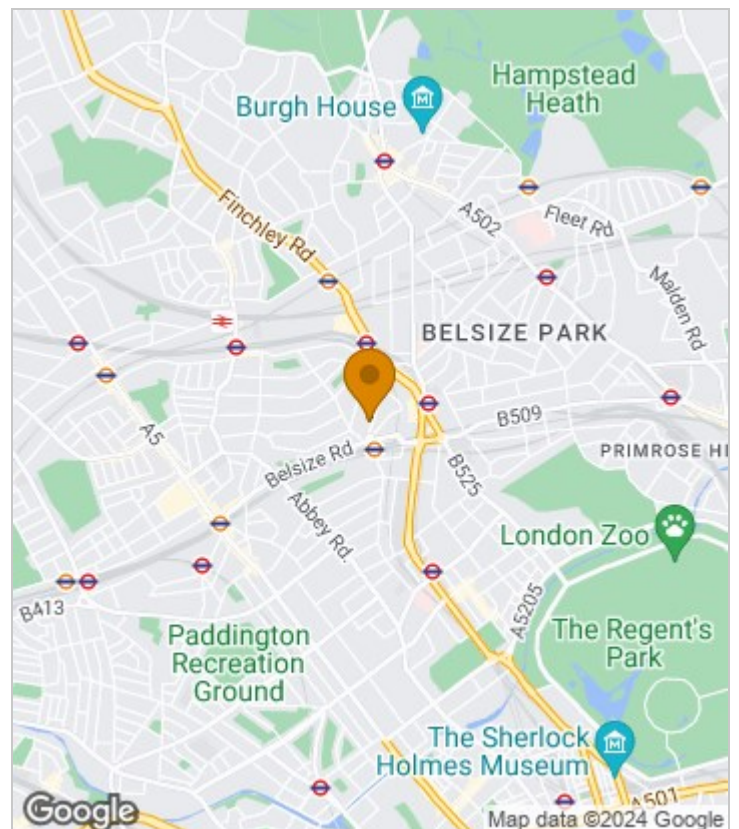 Hampstead
Heath
Burgh House
A502
Fleet Rd
Finchley Rd
Malden Rd
BELSIZE PARK
A5
B509
Belsize Rd
PRIMROSE HI
B525
Abbey Rd.
London Zoo
B413
A5205
The Regent's
Park
Paddington
Recreation
Ground
The Sherlock
Holmes Museum
A501
Google
Map data ©2024 Google